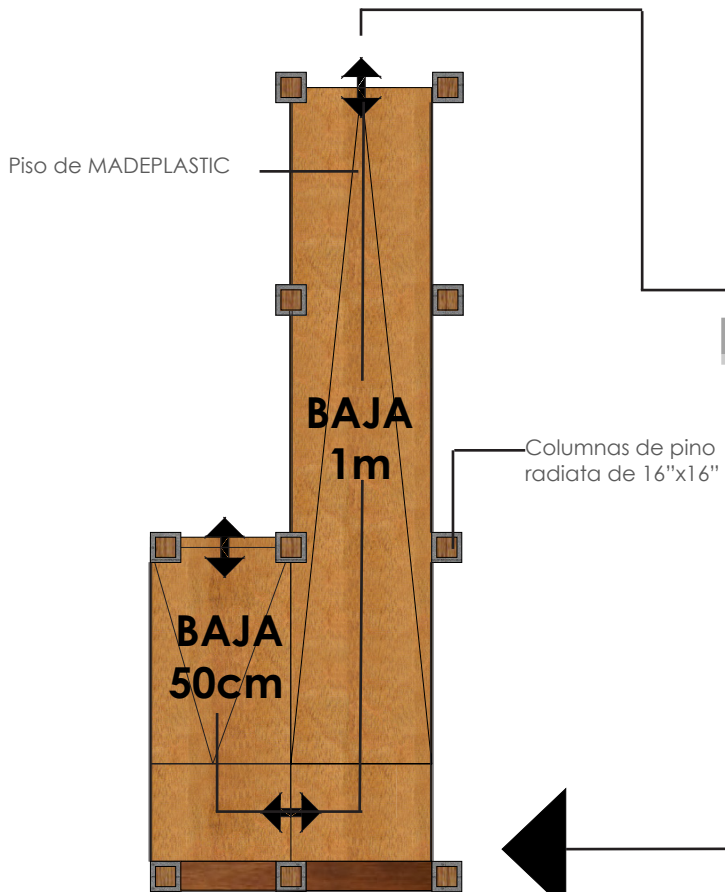 Piso de MADEPLASTIC
BAJA
1m
Columnas de pino
radiata de 16”x16”
BAJA
50cm